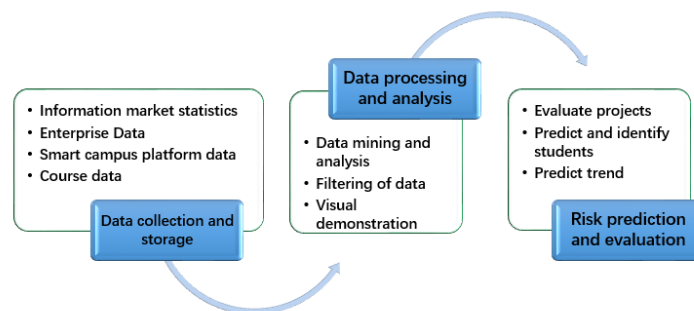 • Information market statistics
• Enterprise Data
• Smart campus platform data
• Course data
Data collection and
storage
Data processing
and analysis
• Data mining and
analysis
• Filtering of data
• Visual
demonstration
• Evaluate projects
• Predict and identify
students
• Predict trend
Risk prediction
and evaluation